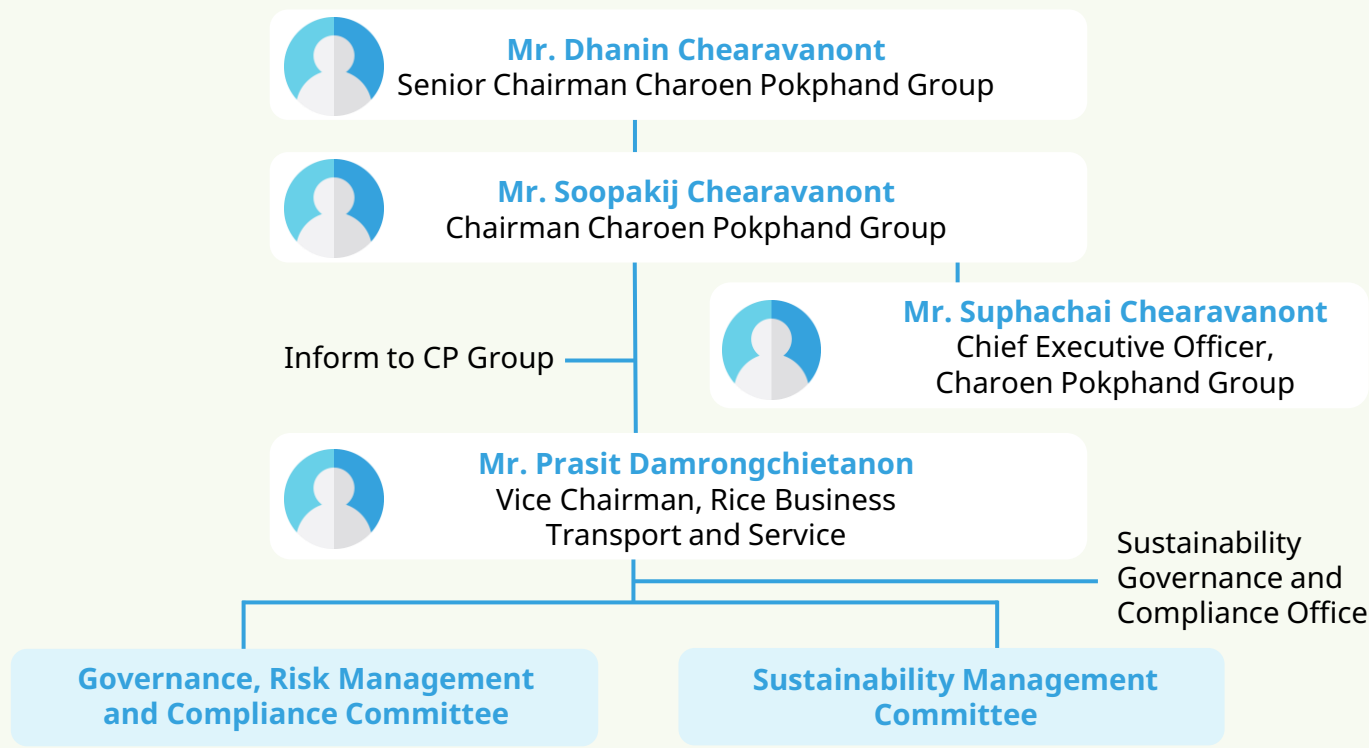 Mr. Dhanin Chearavanont
Senior Chairman Charoen Pokphand Group
Mr. Soopakij Chearavanont
Chairman Charoen Pokphand Group
Mr. Suphachai Chearavanont
Chief Executive Officer,
Charoen Pokphand Group
Inform to CP Group
Mr. Prasit Damrongchietanon
Vice Chairman, Rice Business
Transport and Service
Sustainability
Governance and
Compliance Office
Governance, Risk Management
and Compliance Committee
Sustainability Management
Committee